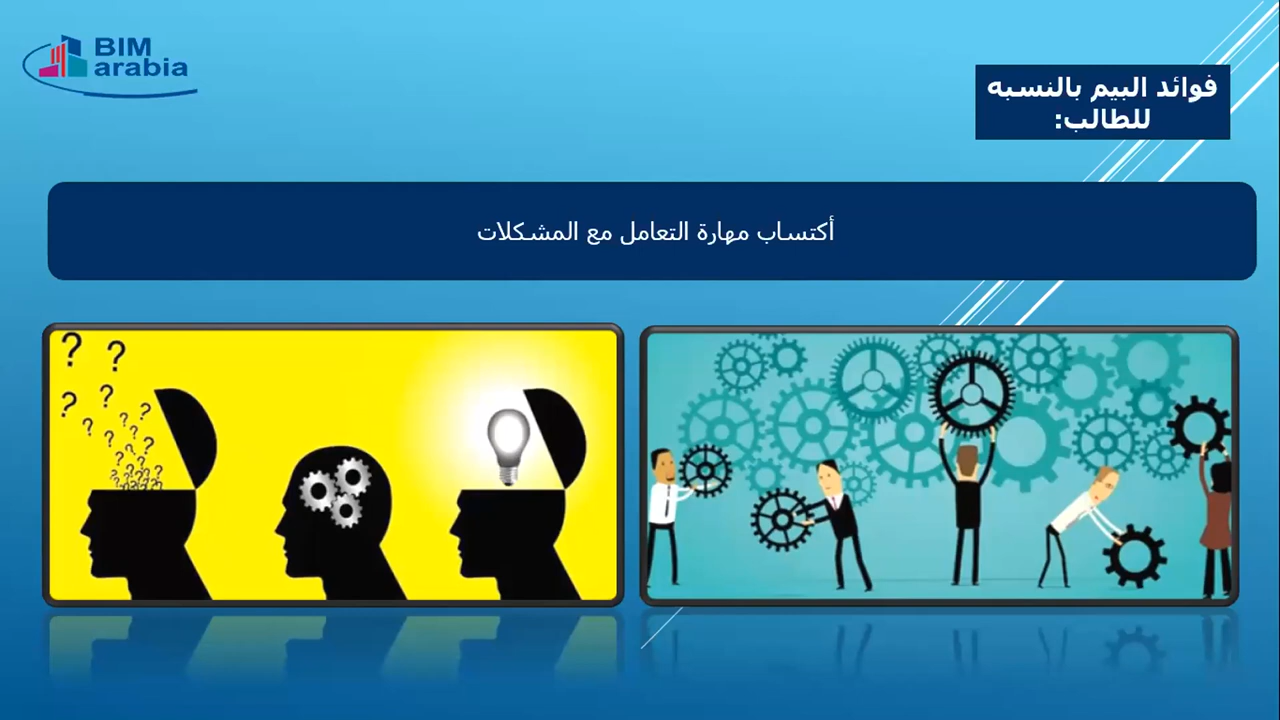 BIM
arabia
فوائد البيم بالنسبه
للطالب:
أكتساب مهارة التعامل مع المشكلات